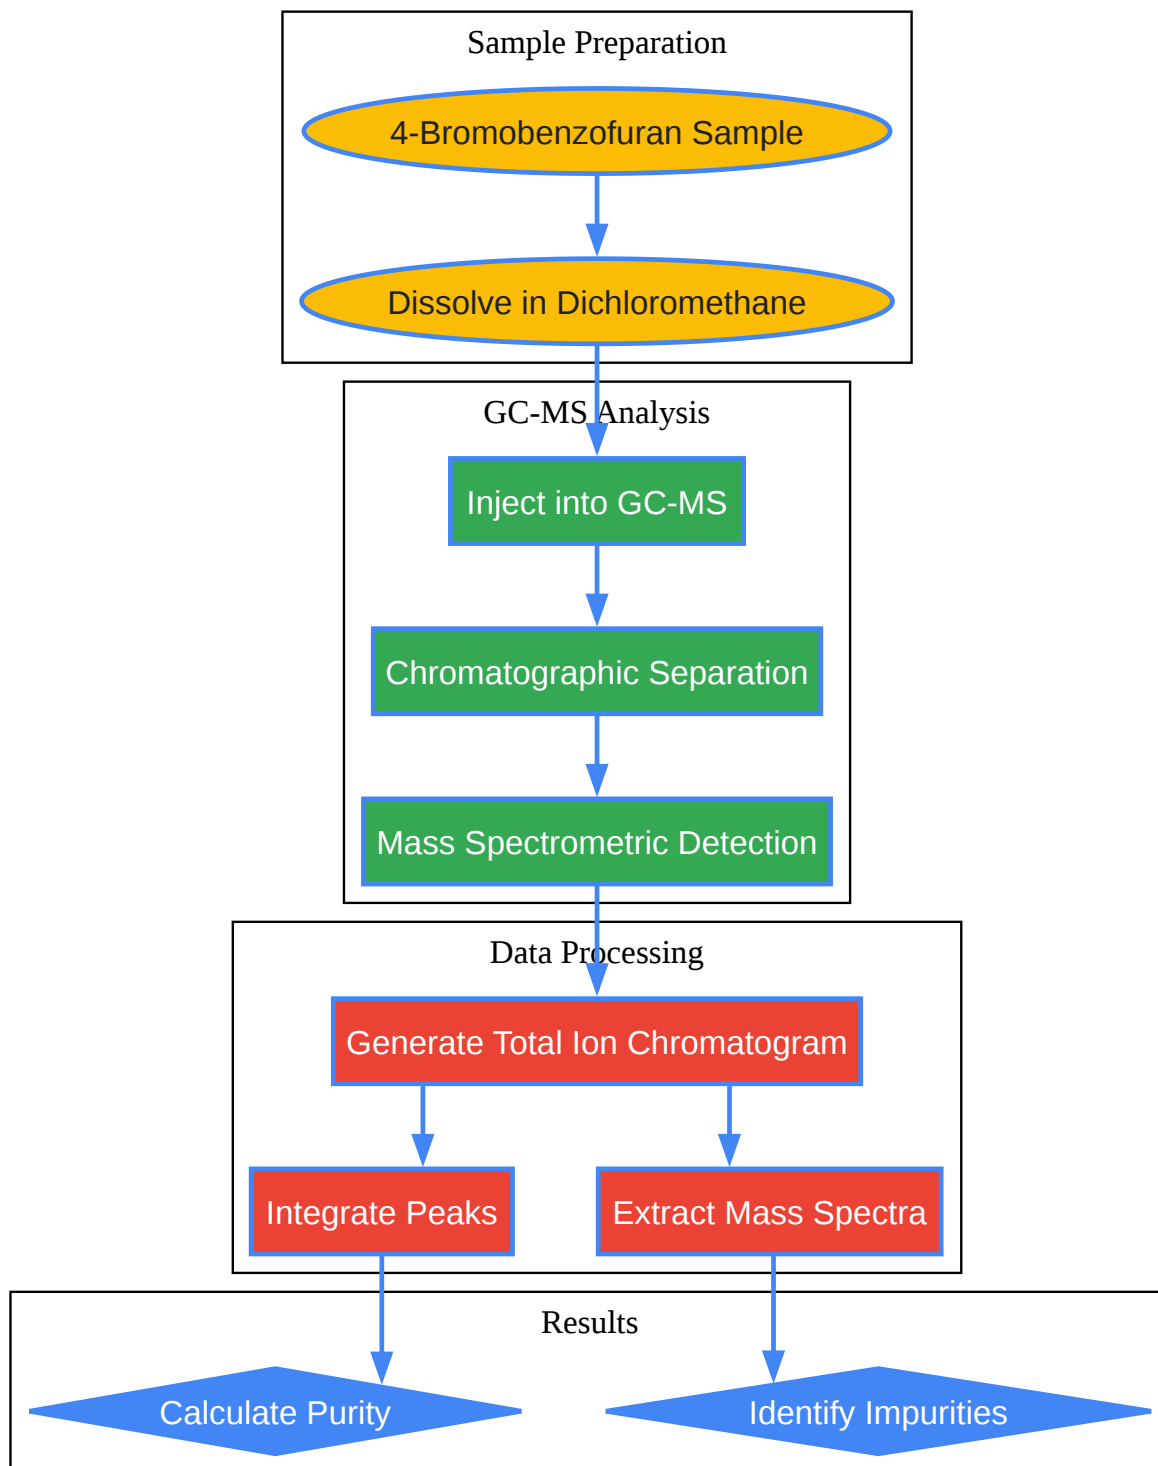 Sample Preparation
4-Bromobenzofuran Sample
Dissolve in Dichloromethane
GC-MS Analysis
Inject into GC-MS
Chromatographic Separation
Mass Spectrometric Detection
Data Processing
Generate Total Ion Chromatogram
Integrate Peaks
Extract Mass Spectra
Results
Calculate Purity
Identify Impurities